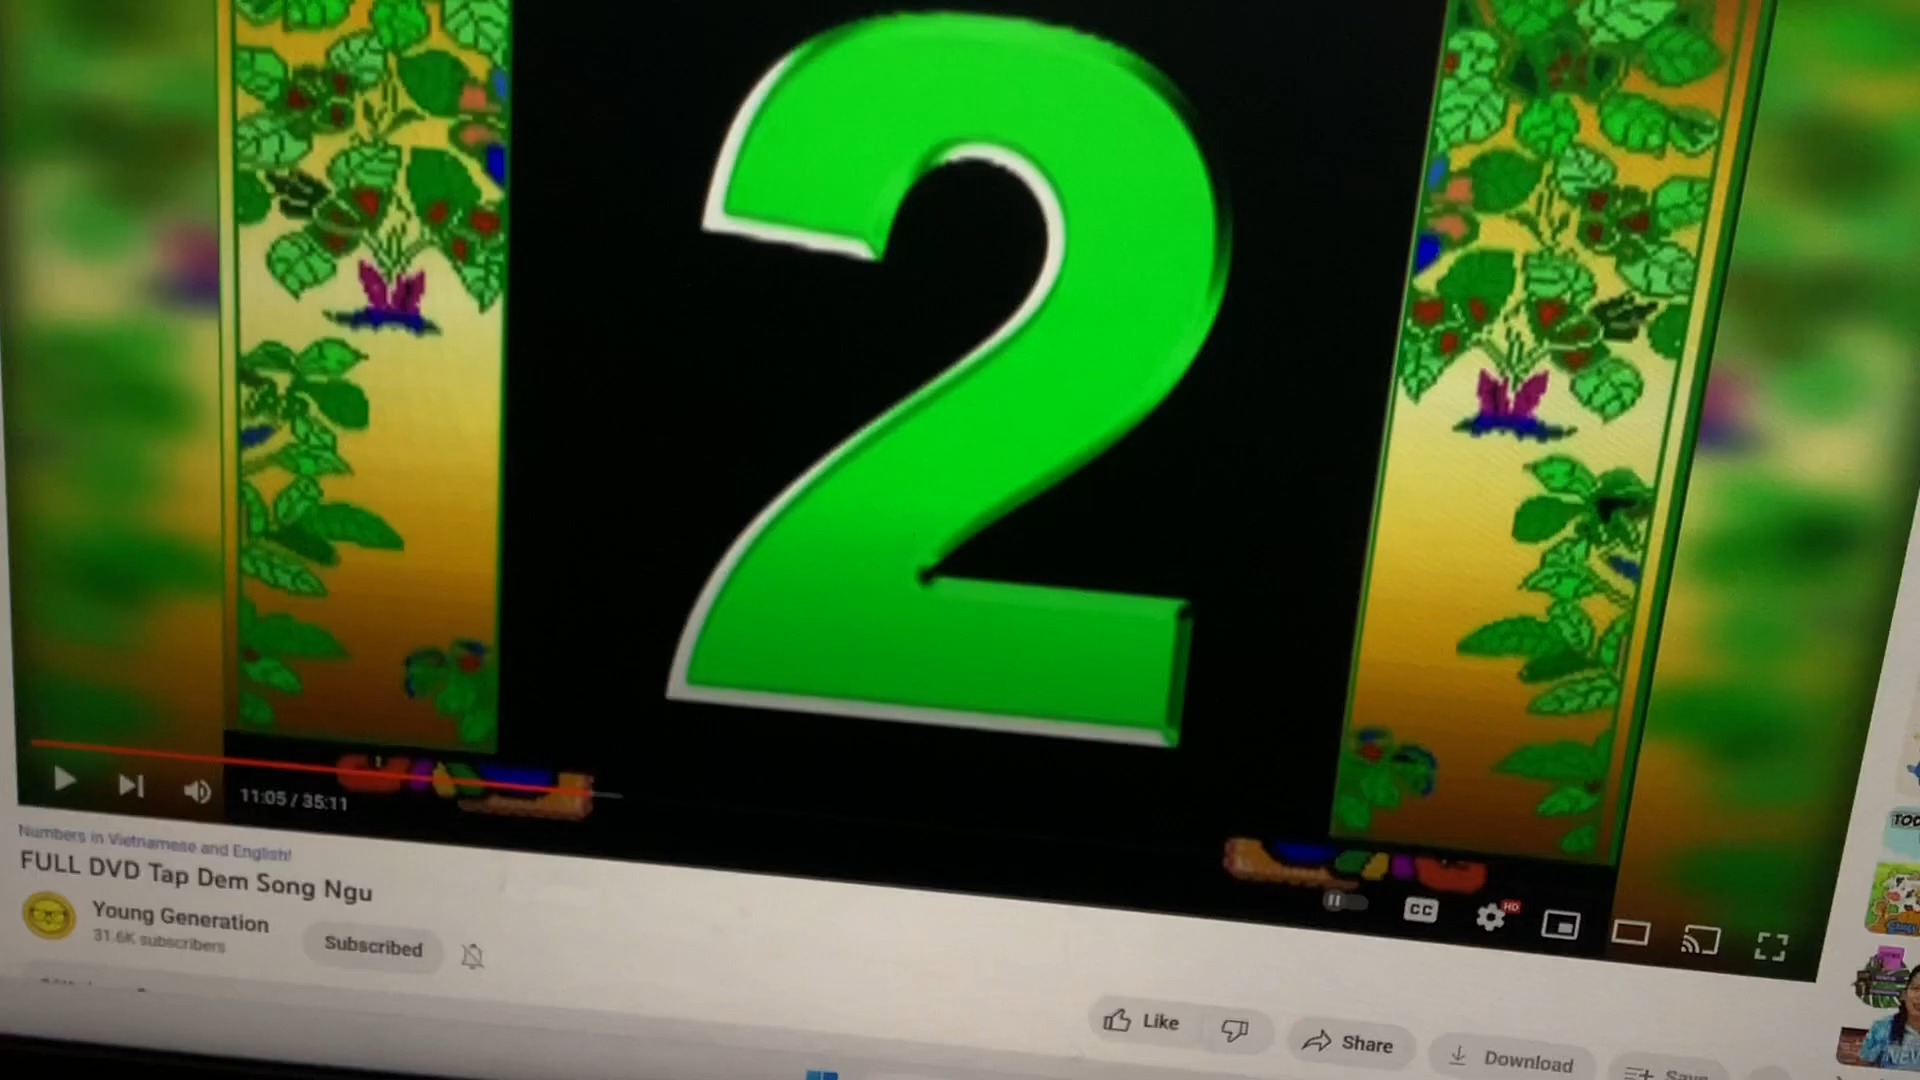 2
11:05 / 35:11
CC
HD
Numbers in Vietnamese and English!
FULL DVD Tap Dem Song Ngu
Young Generation
31.6K subscribers
Subscribed
Like
Share
Download
Save